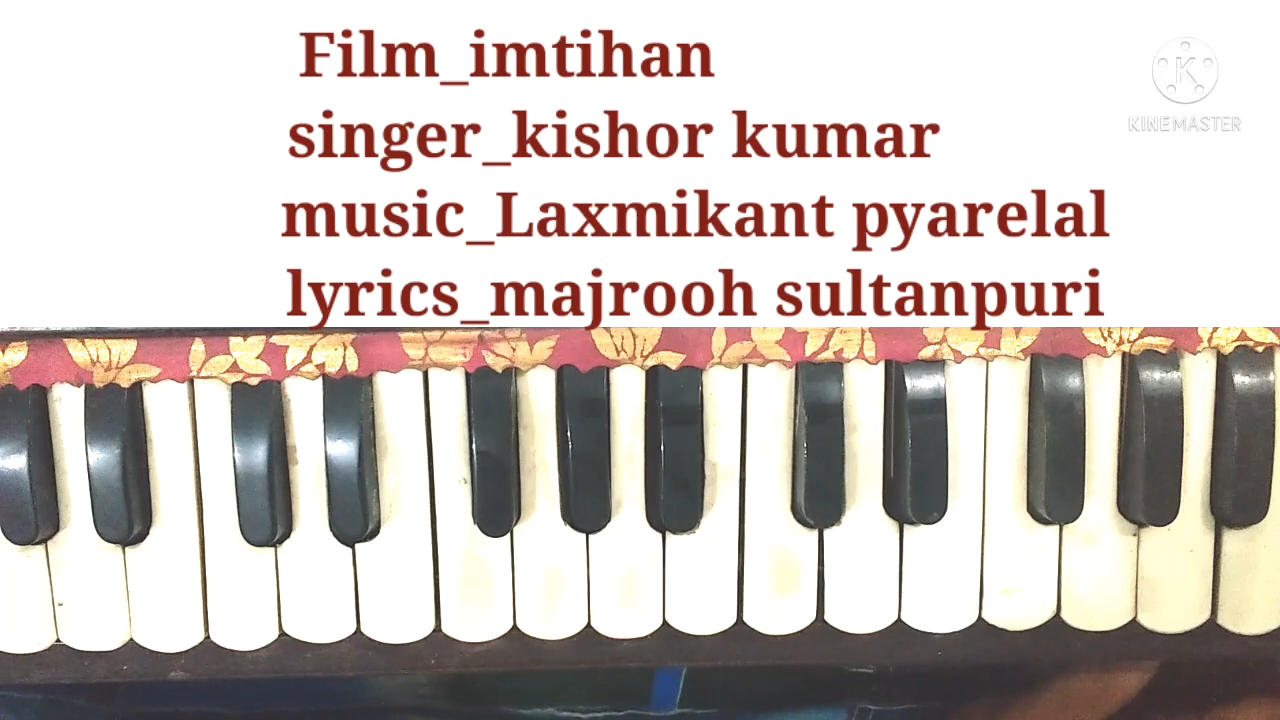 Film_imtihan
KINEMASTER
singer_kishor kumar
music_Laxmikant pyarelal
lyrics_majrooh sultanpuri